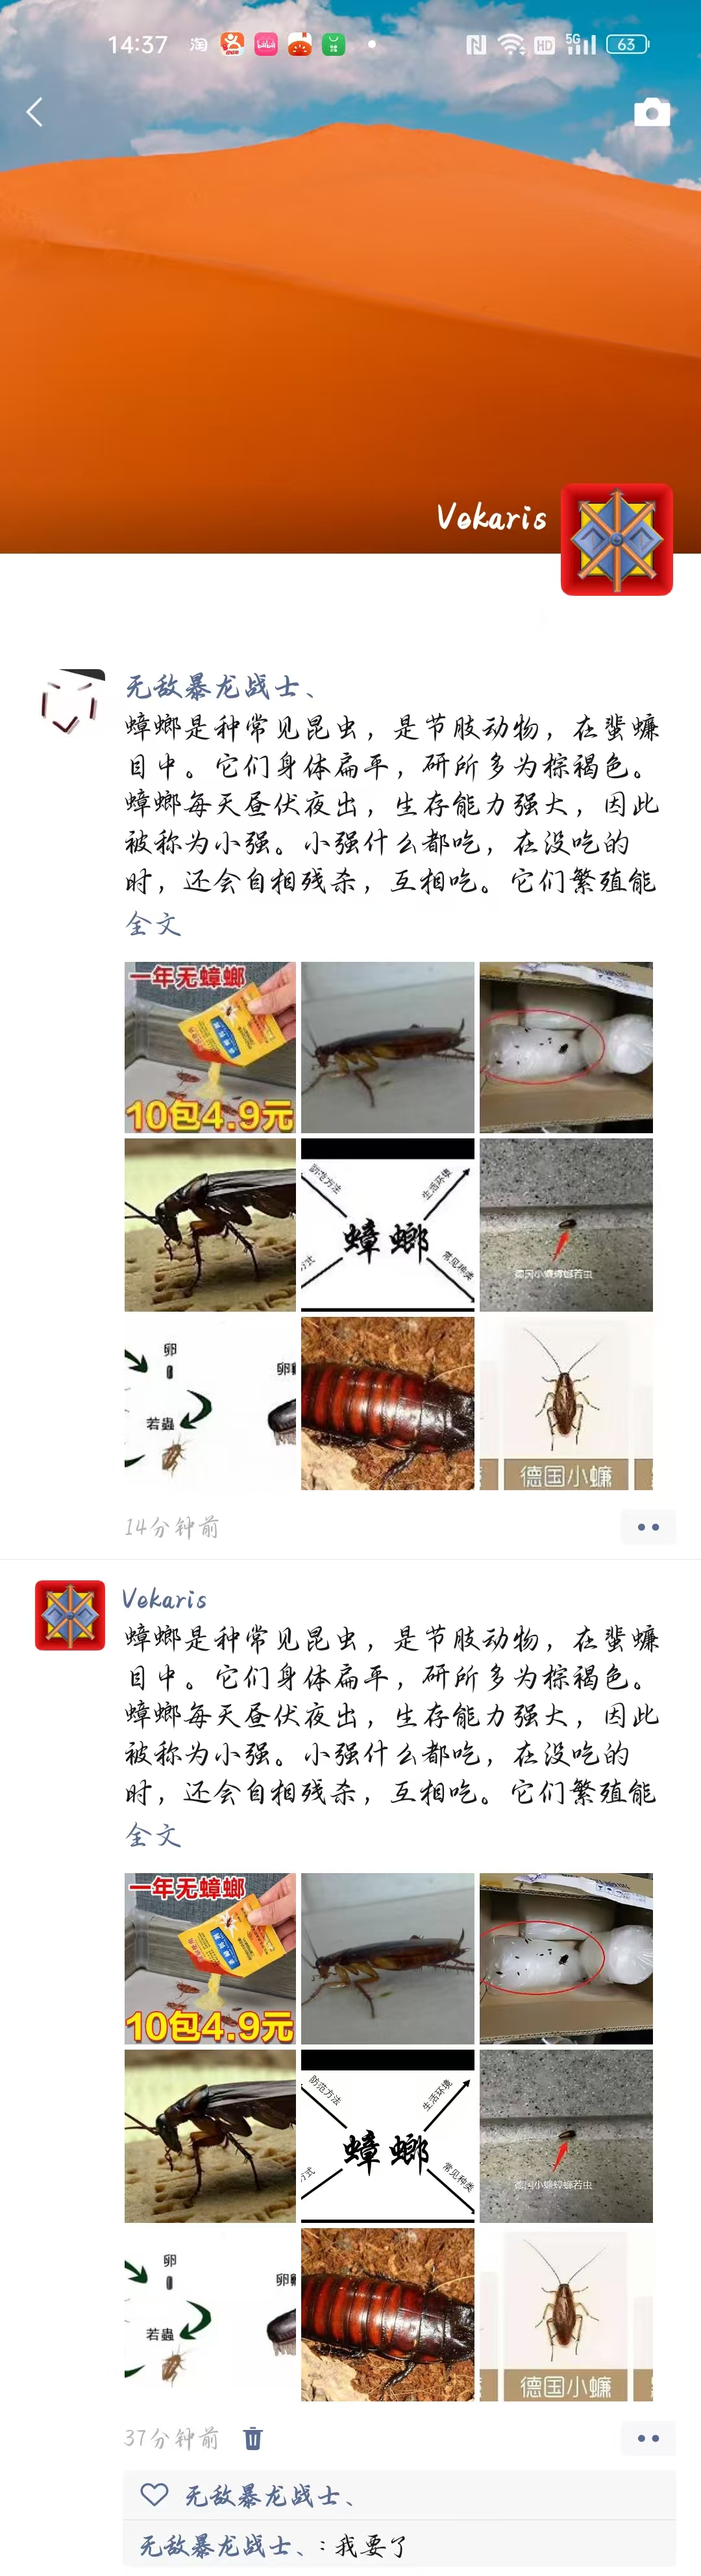 14:37
淘
HD
5G
63
Vokaris
无敌暴龙战士、
蟑螂是种常见昆虫，是节肢动物，在蜚蠊
目中。它们身体扁平，研所多为棕褐色。
蟑螂每天昼伏夜出，生存能力强大，因此
被称为小强。小强什么都吃，在没吃的
时，还会自相残杀，互相吃。它们繁殖能
全文
一年无蟑螂
10包4.9元
防范方法
生活环境
蟑螂
式
常见种类
德国小蠊蟑螂若虫
卵
卵
若蟲
德国小蠊
14分钟前
Vokaris
蟑螂是种常见昆虫，是节肢动物，在蜚蠊
目中。它们身体扁平，研所多为棕褐色。
蟑螂每天昼伏夜出，生存能力强大，因此
被称为小强。小强什么都吃，在没吃的
时，还会自相残杀，互相吃。它们繁殖能
全文
一年无蟑螂
10包4.9元
防范方法
生活环境
蟑螂
式
常见种类
德国小蠊蟑螂若虫
卵
卵
若蟲
德国小蠊
37分钟前
无敌暴龙战士、
无敌暴龙战士、：我要了